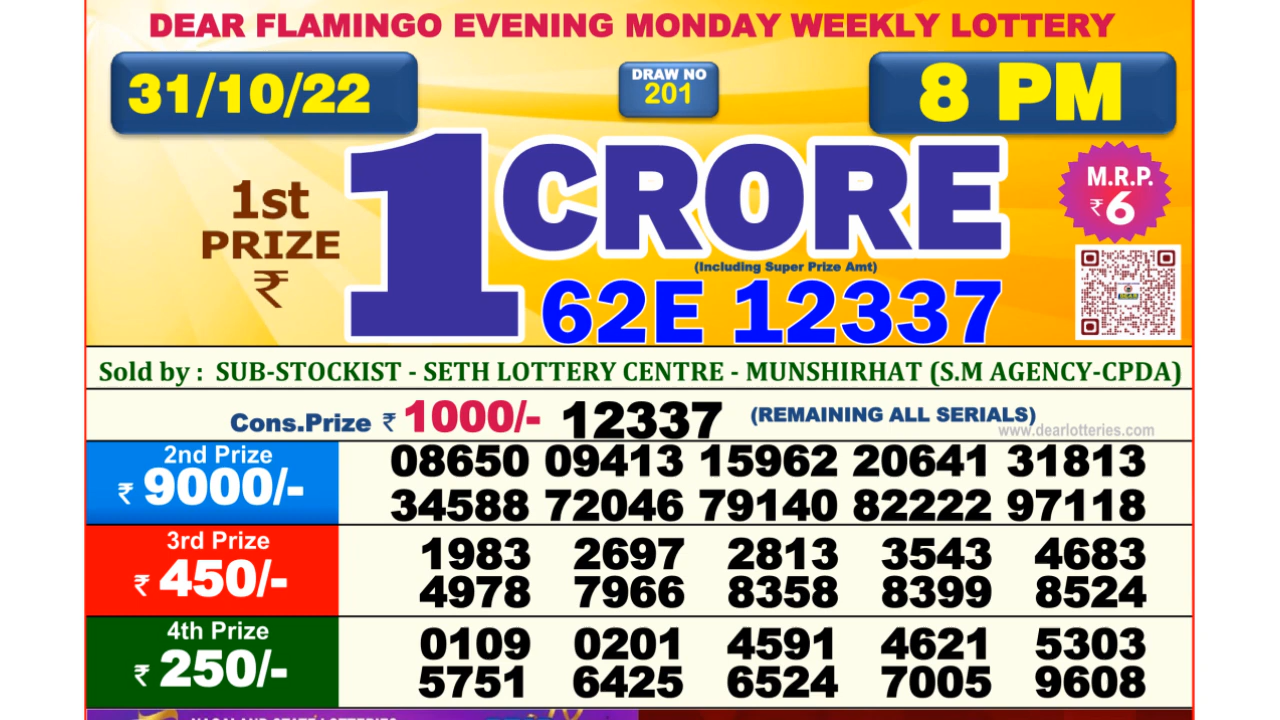 DEAR FLAMINGO EVENING MONDAY WEEKLY LOTTERY
31/10/22
DRAW NO
201
8 PM
1st
PRIZE
₹
1 CRORE
(Including Super Prize Amt)
62E 12337
M.R.P.
₹6
Sold by : SUB-STOCKIST - SETH LOTTERY CENTRE - MUNSHIRHAT (S.M AGENCY-CPDA)
Cons.Prize ₹ 1000/- 12337 (REMAINING ALL SERIALS)
www.dearlotteries.com
2nd Prize
₹ 9000/-
08650 09413 15962 20641 31813
34588 72046 79140 82222 97118
3rd Prize
₹ 450/-
1983 2697 2813 3543 4683
4978 7966 8358 8399 8524
4th Prize
₹ 250/-
0109 0201 4591 4621 5303
5751 6425 6524 7005 9608
NAGALAND STATE LOTTERIES